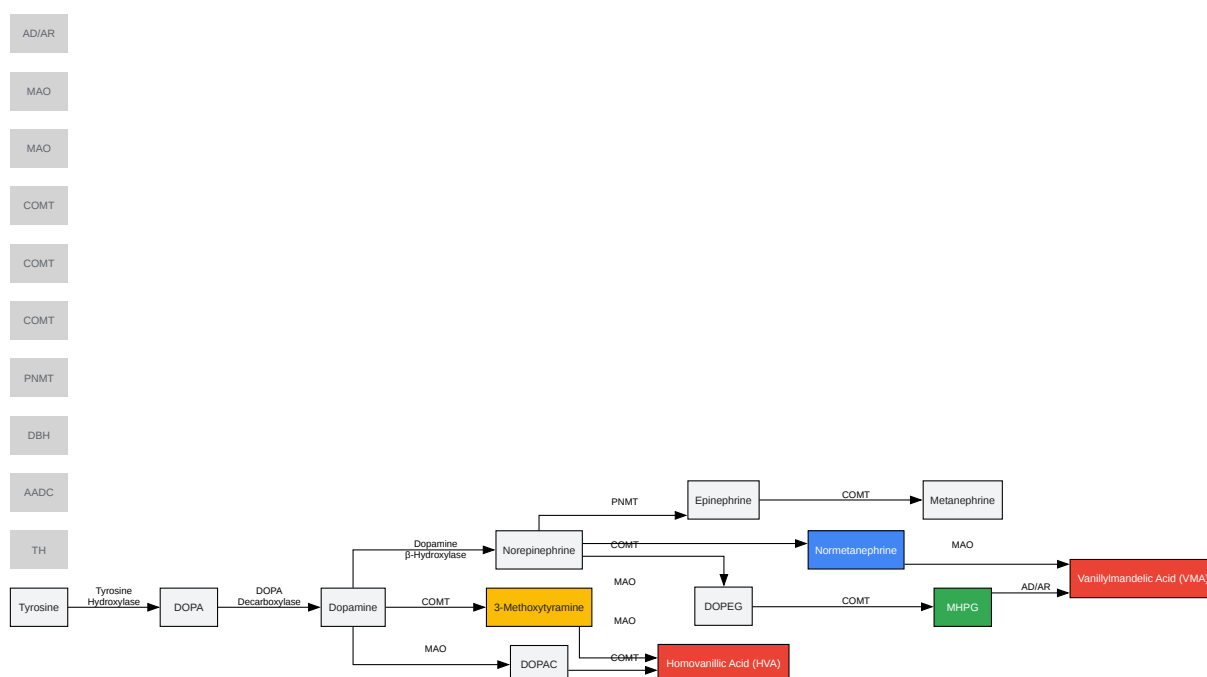 AD/AR
MAO
MAO
COMT
COMT
COMT
PNMT
DBH
AADC
TH
Tyrosine
Tyrosine
Hydroxylase
DOPA
DOPA
Decarboxylase
Dopamine
Dopamine
β-Hydroxylase
Norepinephrine
PNMT
Epinephrine
COMT
Metanephrine
COMT
Normetanephrine
MAO
Vanillylmandelic Acid (VMA)
MAO
DOPEG
COMT
MHPG
AD/AR
COMT
3-Methoxytyramine
MAO
MAO
DOPAC
COMT
Homovanillic Acid (HVA)